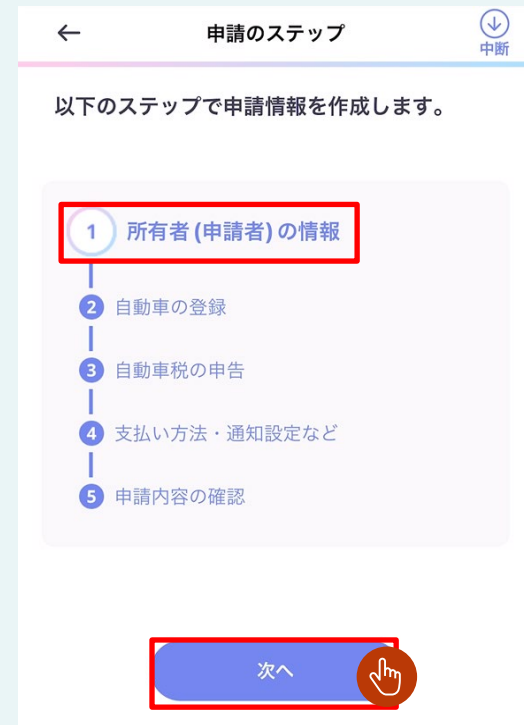 申請のステップ
中断
以下のステップで申請情報を作成します。
1 所有者(申請者)の情報
2 自動車の登録
3 自動車税の申告
4 支払い方法・通知設定など
5 申請内容の確認
次へ